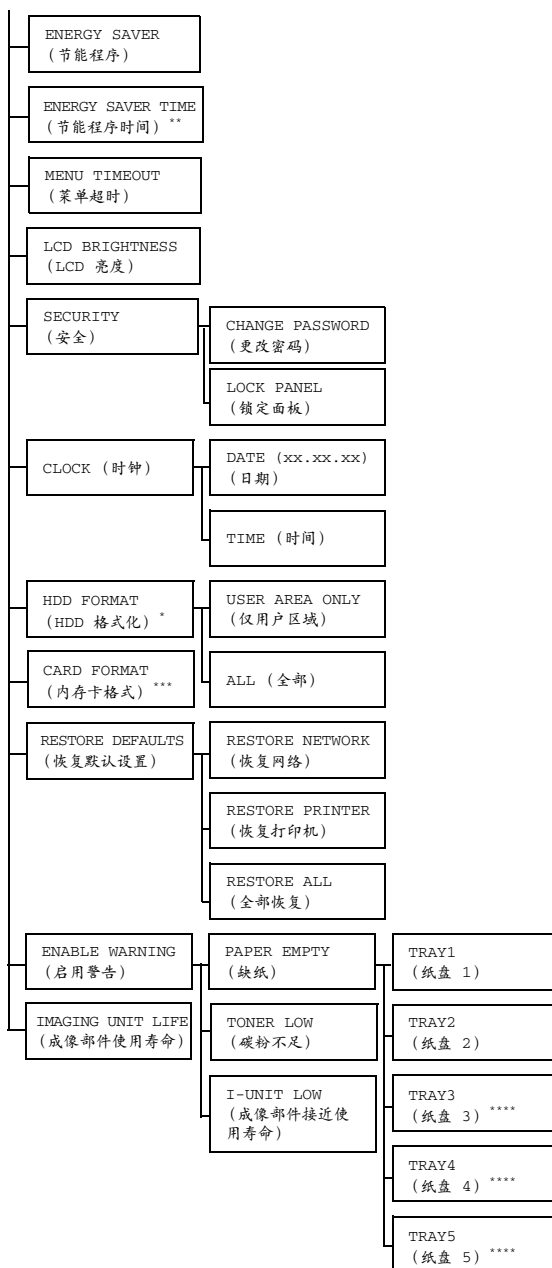 ENERGY SAVER
(节能程序)
ENERGY SAVER TIME
(节能程序时间) **
MENU TIMEOUT
(菜单超时)
LCD BRIGHTNESS
(LCD 亮度)
SECURITY
(安全)
CHANGE PASSWORD
(更改密码)
LOCK PANEL
(锁定面板)
CLOCK (时钟)
DATE (xx.xx.xx)
(日期)
TIME (时间)
HDD FORMAT
(HDD 格式化) *
USER AREA ONLY
(仅用户区域)
ALL (全部)
CARD FORMAT
(内存卡格式) ***
RESTORE DEFAULTS
(恢复默认设置)
RESTORE NETWORK
(恢复网络)
RESTORE PRINTER
(恢复打印机)
RESTORE ALL
(全部恢复)
ENABLE WARNING
(启用警告)
PAPER EMPTY
(缺纸)
TRAY1
(纸盘 1)
TRAY2
(纸盘 2)
TRAY3
(纸盘 3) ****
TRAY4
(纸盘 4) ****
TRAY5
(纸盘 5) ****
TONER LOW
(碳粉不足)
I-UNIT LOW
(成像部件接近使
用寿命)
IMAGING UNIT LIFE
(成像部件使用寿命)